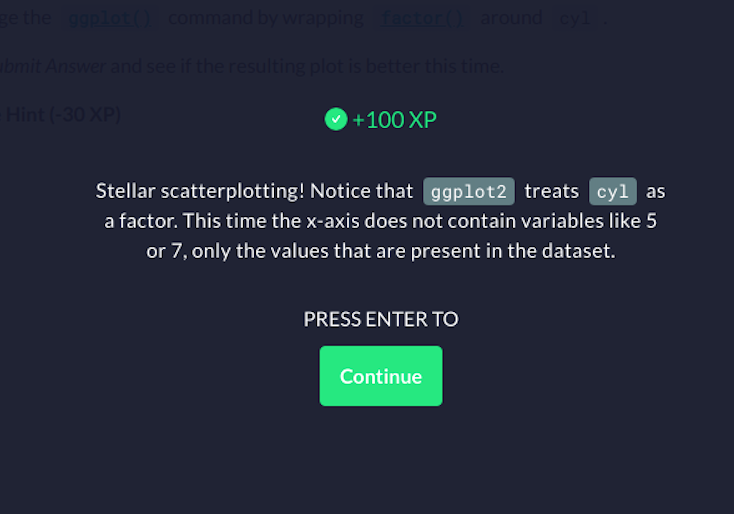 ge the ggplot() command by wrapping factor() around cyl.
ubmit Answer and see if the resulting plot is better this time.
Hint (-30 XP)
+100 XP
Stellar scatterplotting! Notice that ggplot2 treats cyl as
a factor. This time the x-axis does not contain variables like 5
or 7, only the values that are present in the dataset.
PRESS ENTER TO
Continue